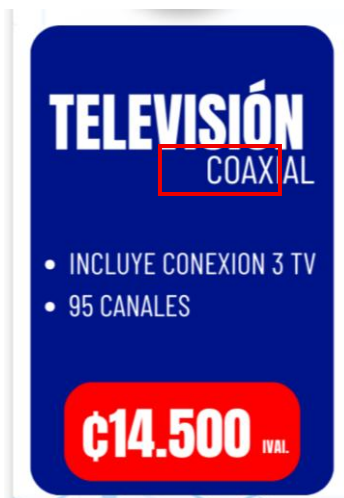 TELEVISIÓN
COAXIAL
• INCLUYE CONEXION 3 TV
• 95 CANALES
₡14.500 IVAI.